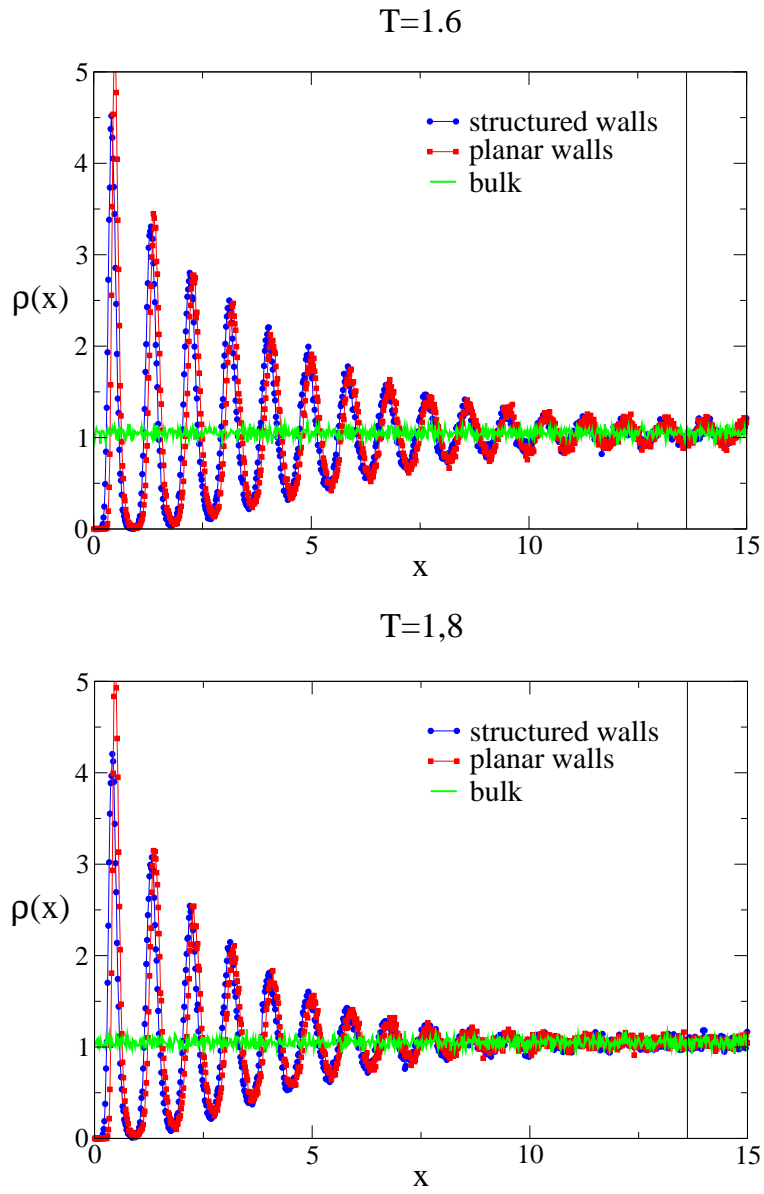 T=1.6
5
4
3
2
1
0
ρ(x)
structured walls
planar walls
bulk
0
5
10
15
x
T=1,8
5
4
3
2
1
0
ρ(x)
structured walls
planar walls
bulk
0
5
10
15
x